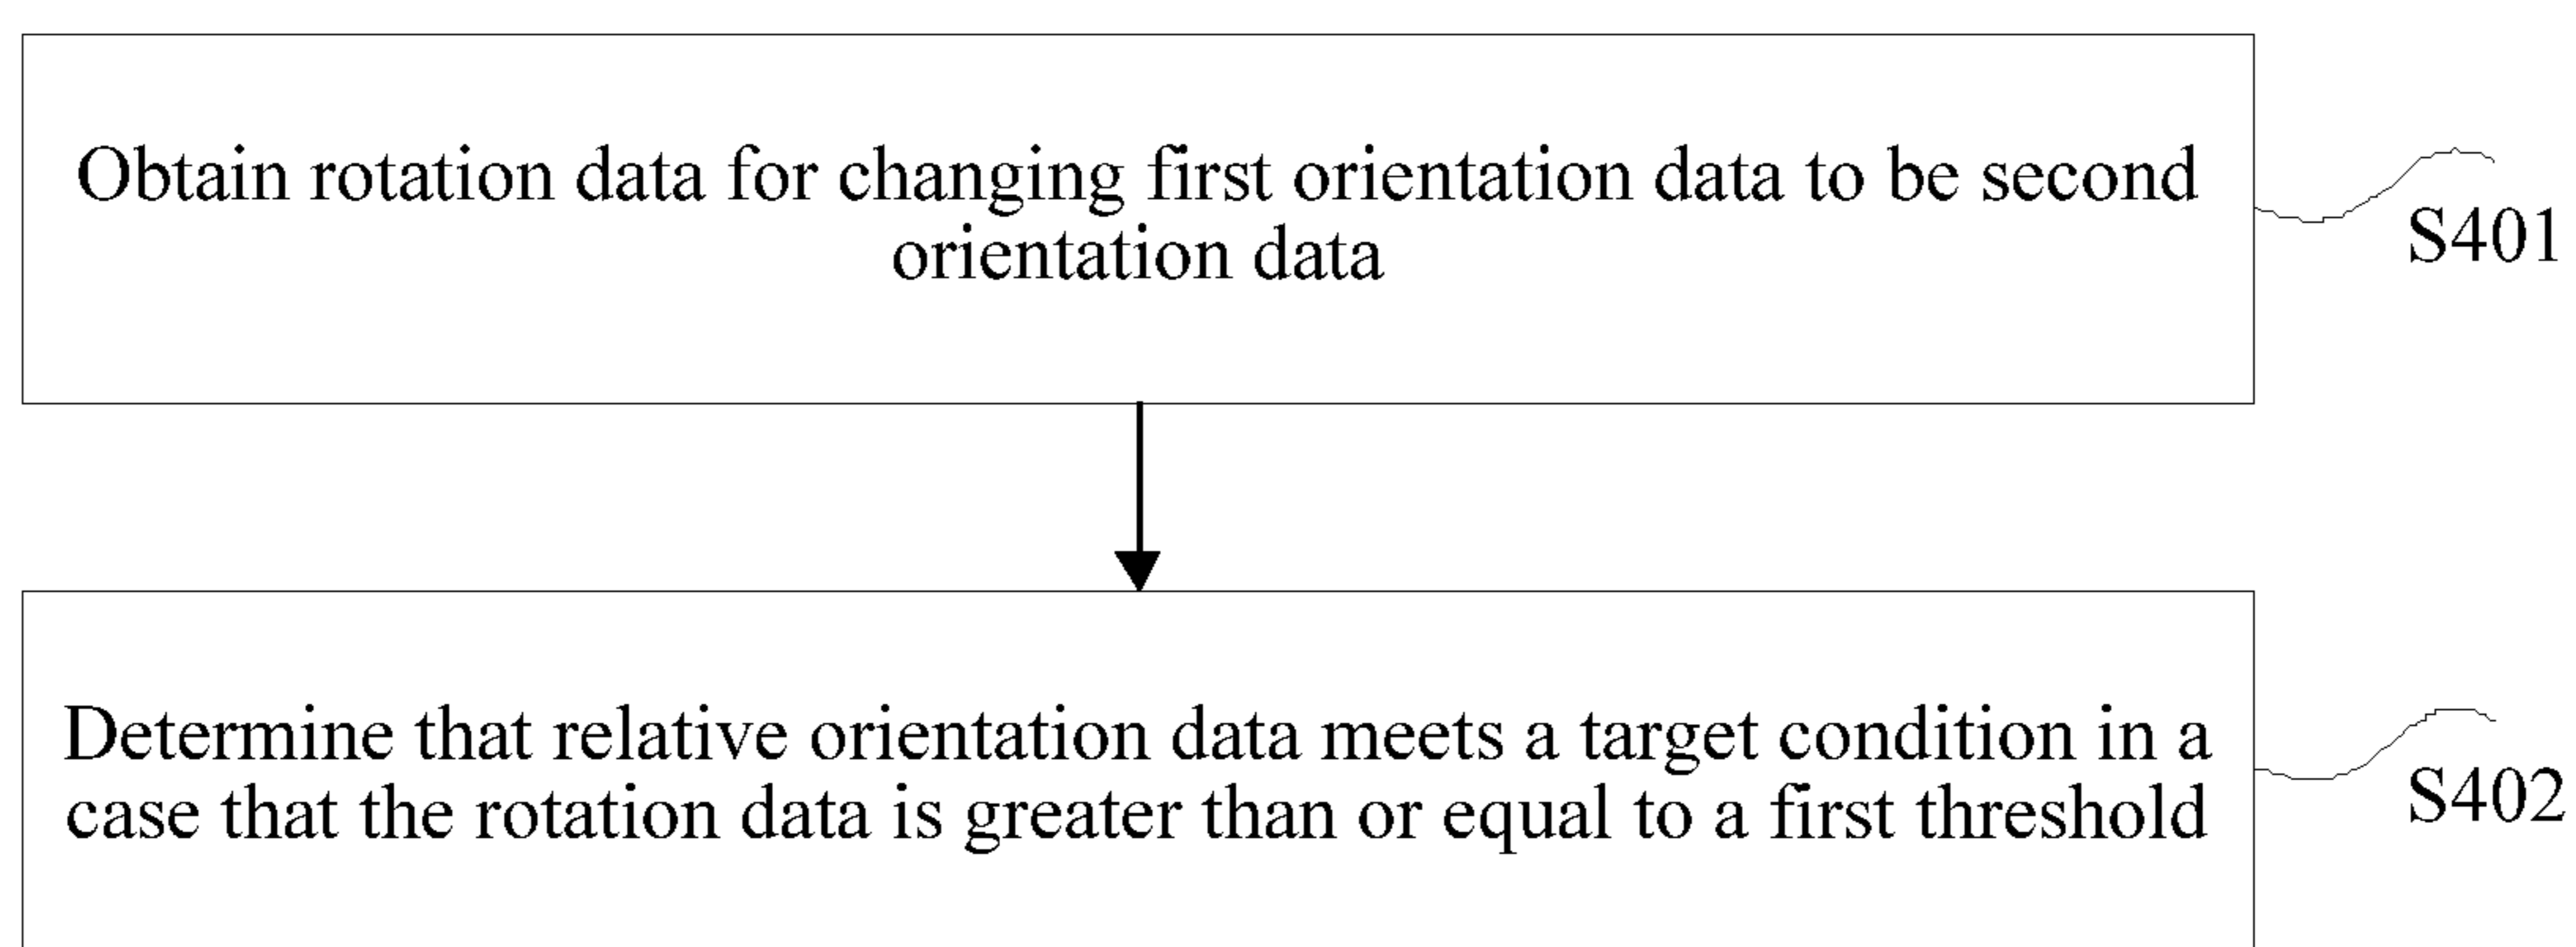 Obtain rotation data for changing first orientation data to be second
orientation data
S401
Determine that relative orientation data meets a target condition in a
case that the rotation data is greater than or equal to a first threshold
S402